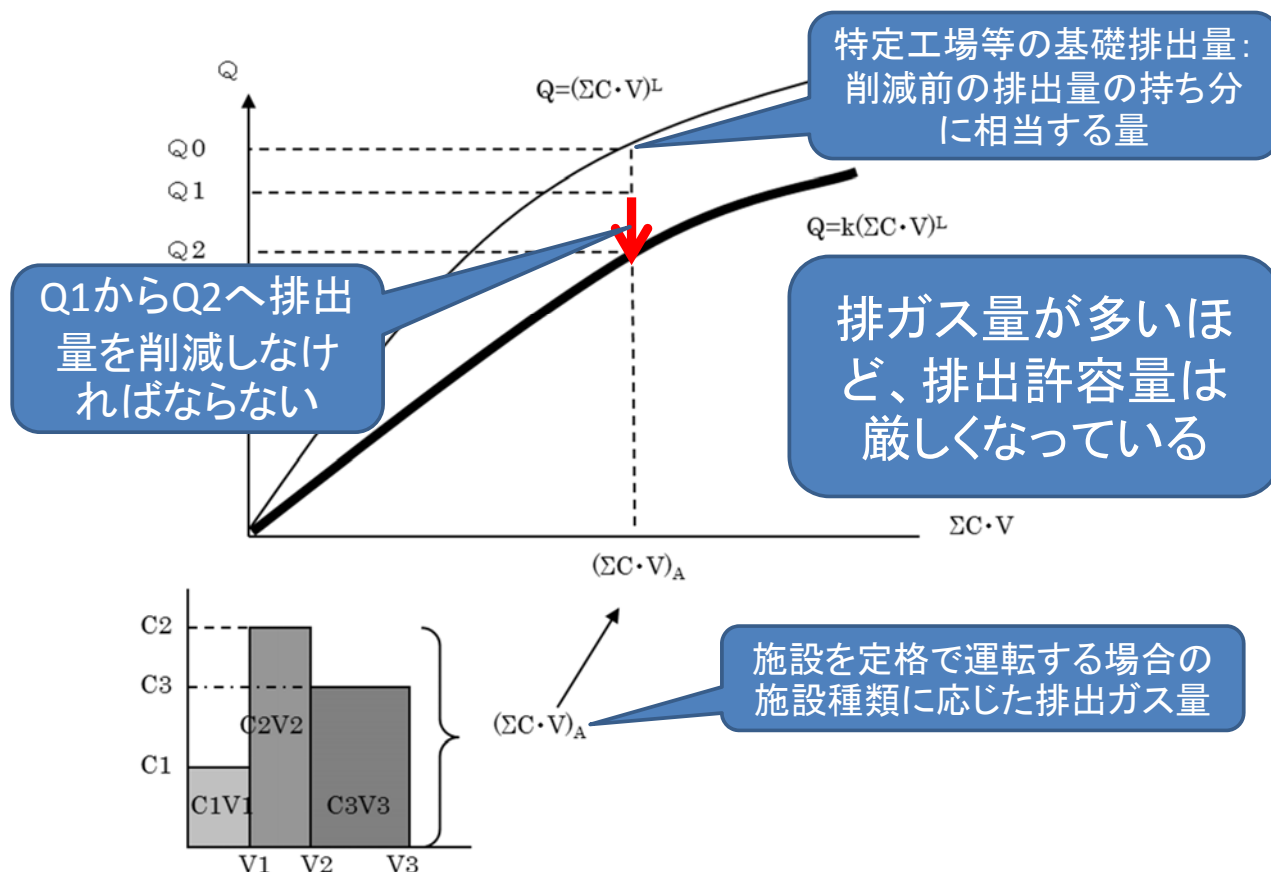 Q
Q=(ΣC・V)ᴸ
特定工場等の基礎排出量：
削減前の排出量の持ち分
に相当する量
Q0
Q1
Q2
Q=k(ΣC・V)ᴸ
Q1からQ2へ排出
量を削減しなけ
ればならない
排ガス量が多いほ
ど、排出許容量は
厳しくなっている
ΣC・V
(ΣC・V)A
C2
C3
C1
C2V2
C1V1
C3V3
V1 V2 V3
(ΣC・V)A
施設を定格で運転する場合の
施設種類に応じた排出ガス量